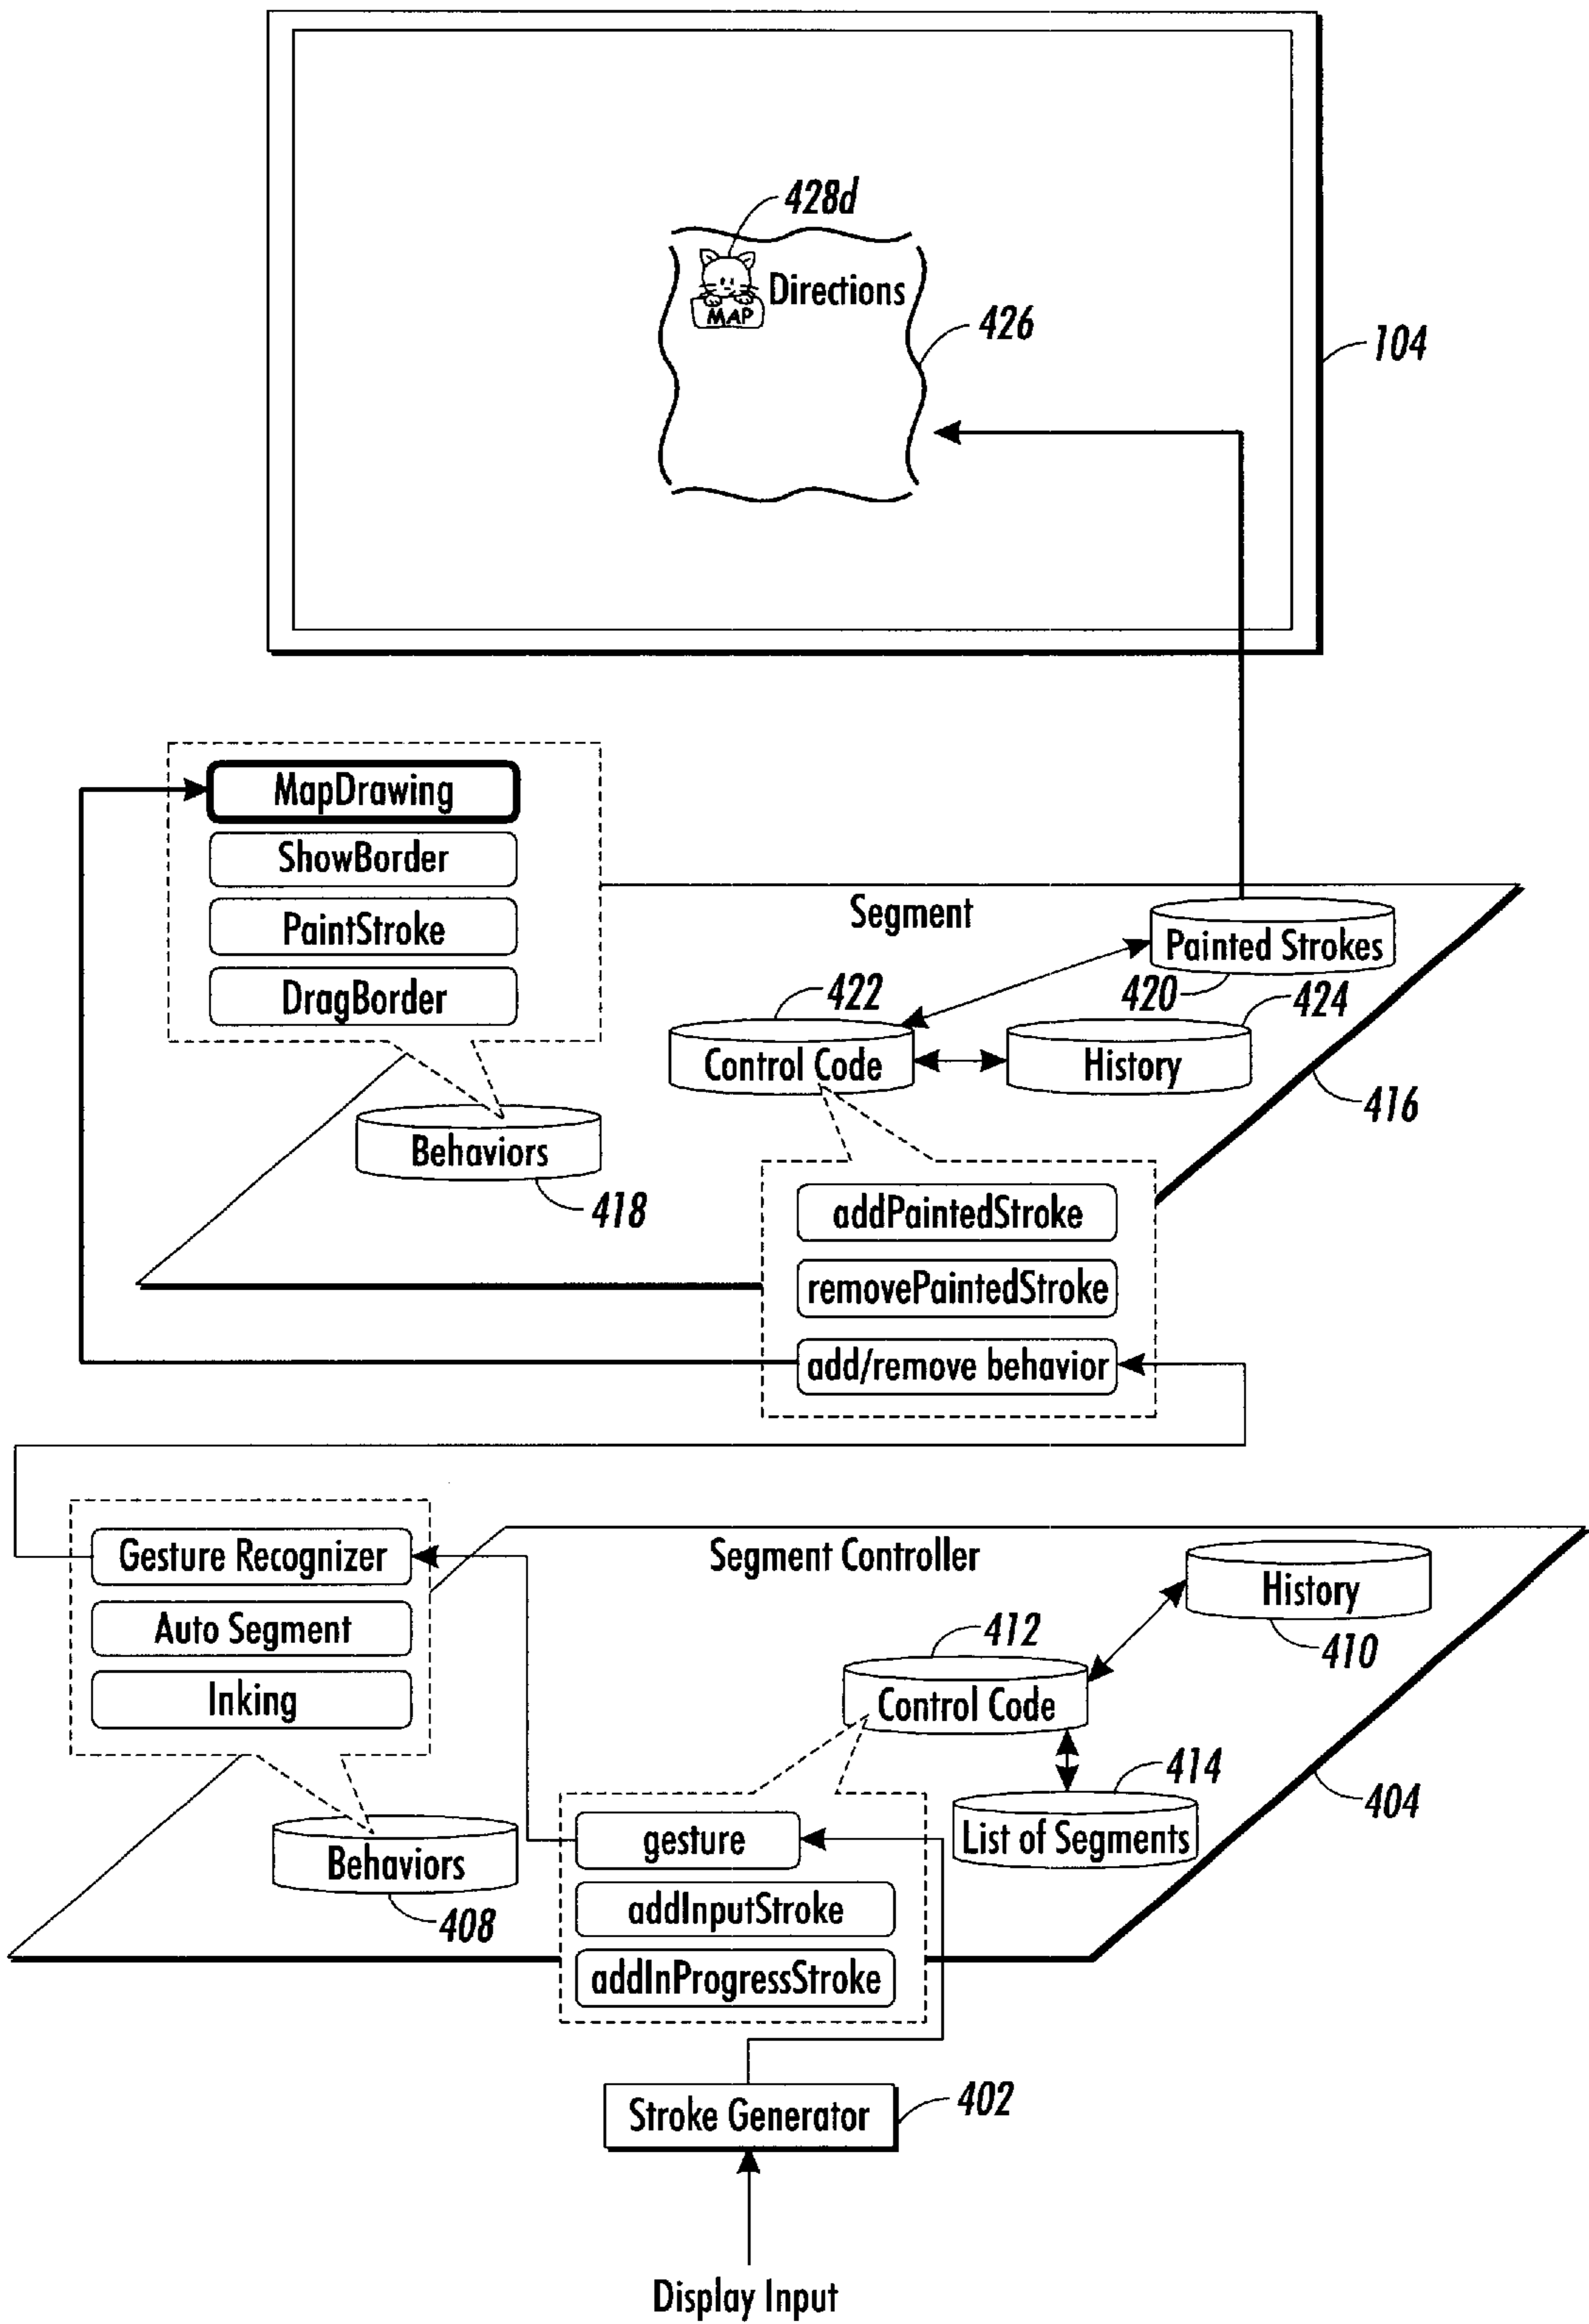 428d
Directions
MAP
426
104
MapDrawing
ShowBorder
PaintStroke
DragBorder
Segment
Painted Strokes
420
422
424
Control Code
History
416
Behaviors
418
addPaintedStroke
removePaintedStroke
add/remove behavior
Gesture Recognizer
Auto Segment
Inking
Segment Controller
History
410
412
Control Code
414
List of Segments
404
Behaviors
408
gesture
addInputStroke
addInProgressStroke
Stroke Generator
402
Display Input